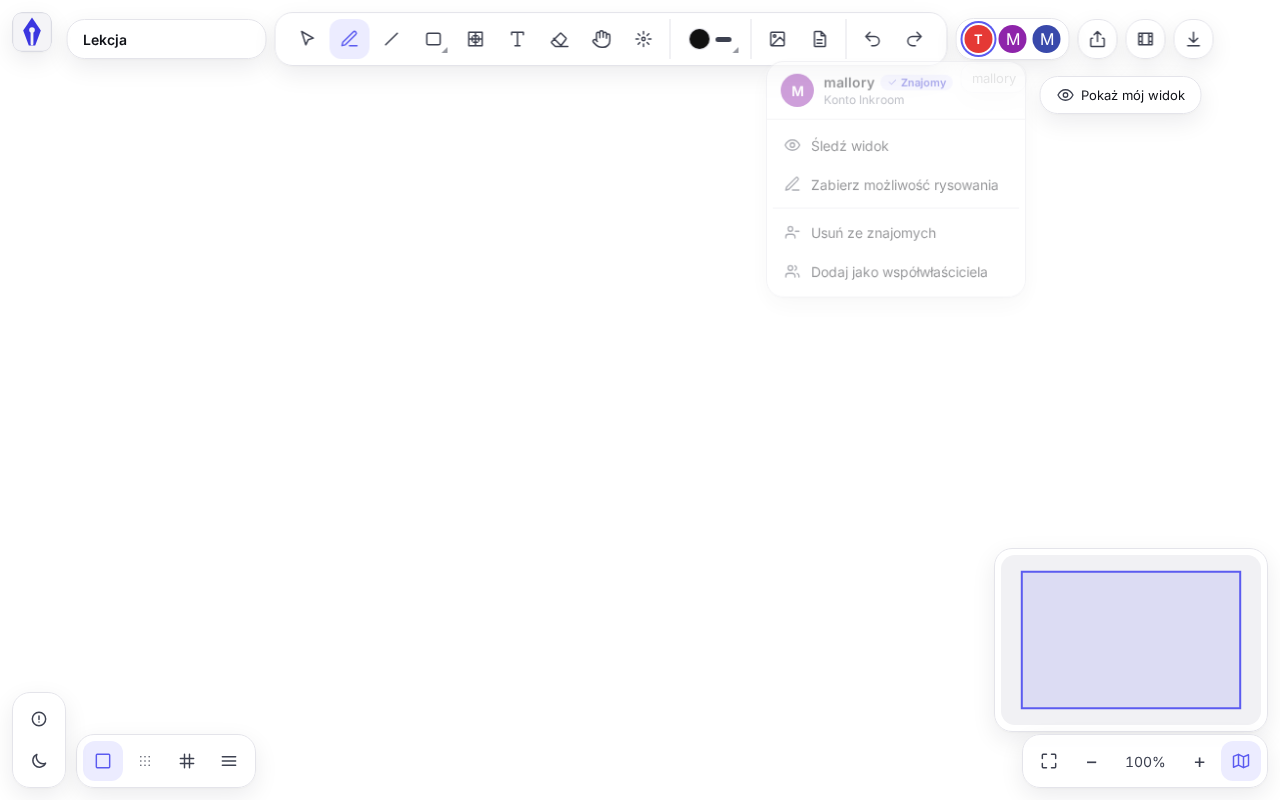 Lekcja
T
M
M
mallory
M
mallory
Znajomy
Konto Inkroom
Pokaż mój widok
Śledź widok
Zabierz możliwość rysowania
Usuń ze znajomych
Dodaj jako współwłaściciela
100%